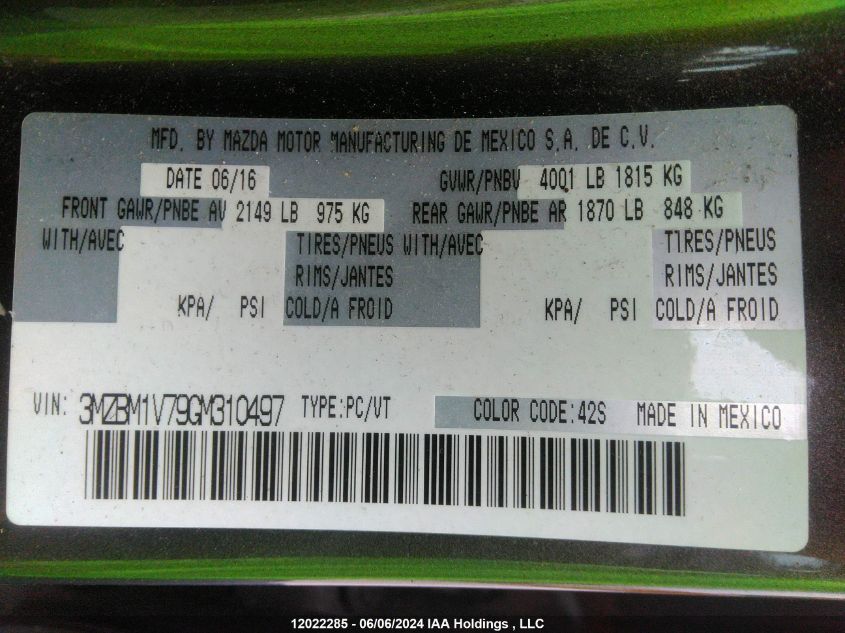 MFD. BY MAZDA MOTOR MANUFACTURING DE MEXICO S.A. DE C.V.
DATE 06/16 GVWR/PNBV 4001 LB 1815 KG
FRONT GAWR/PNBE AV 2149 LB 975 KG REAR GAWR/PNBE AR 1870 LB 848 KG
WITH/AVEC TIRES/PNEUS WITH/AVEC TIRES/PNEUS
RIMS/JANTES RIMS/JANTES
KPA/ PSI COLD/A FROID KPA/ PSI COLD/A FROID
VIN: 3MZBM1V79GM310497 TYPE:PC/VT COLOR CODE:42S MADE IN MEXICO
12022285 - 06/06/2024 IAA Holdings , LLC